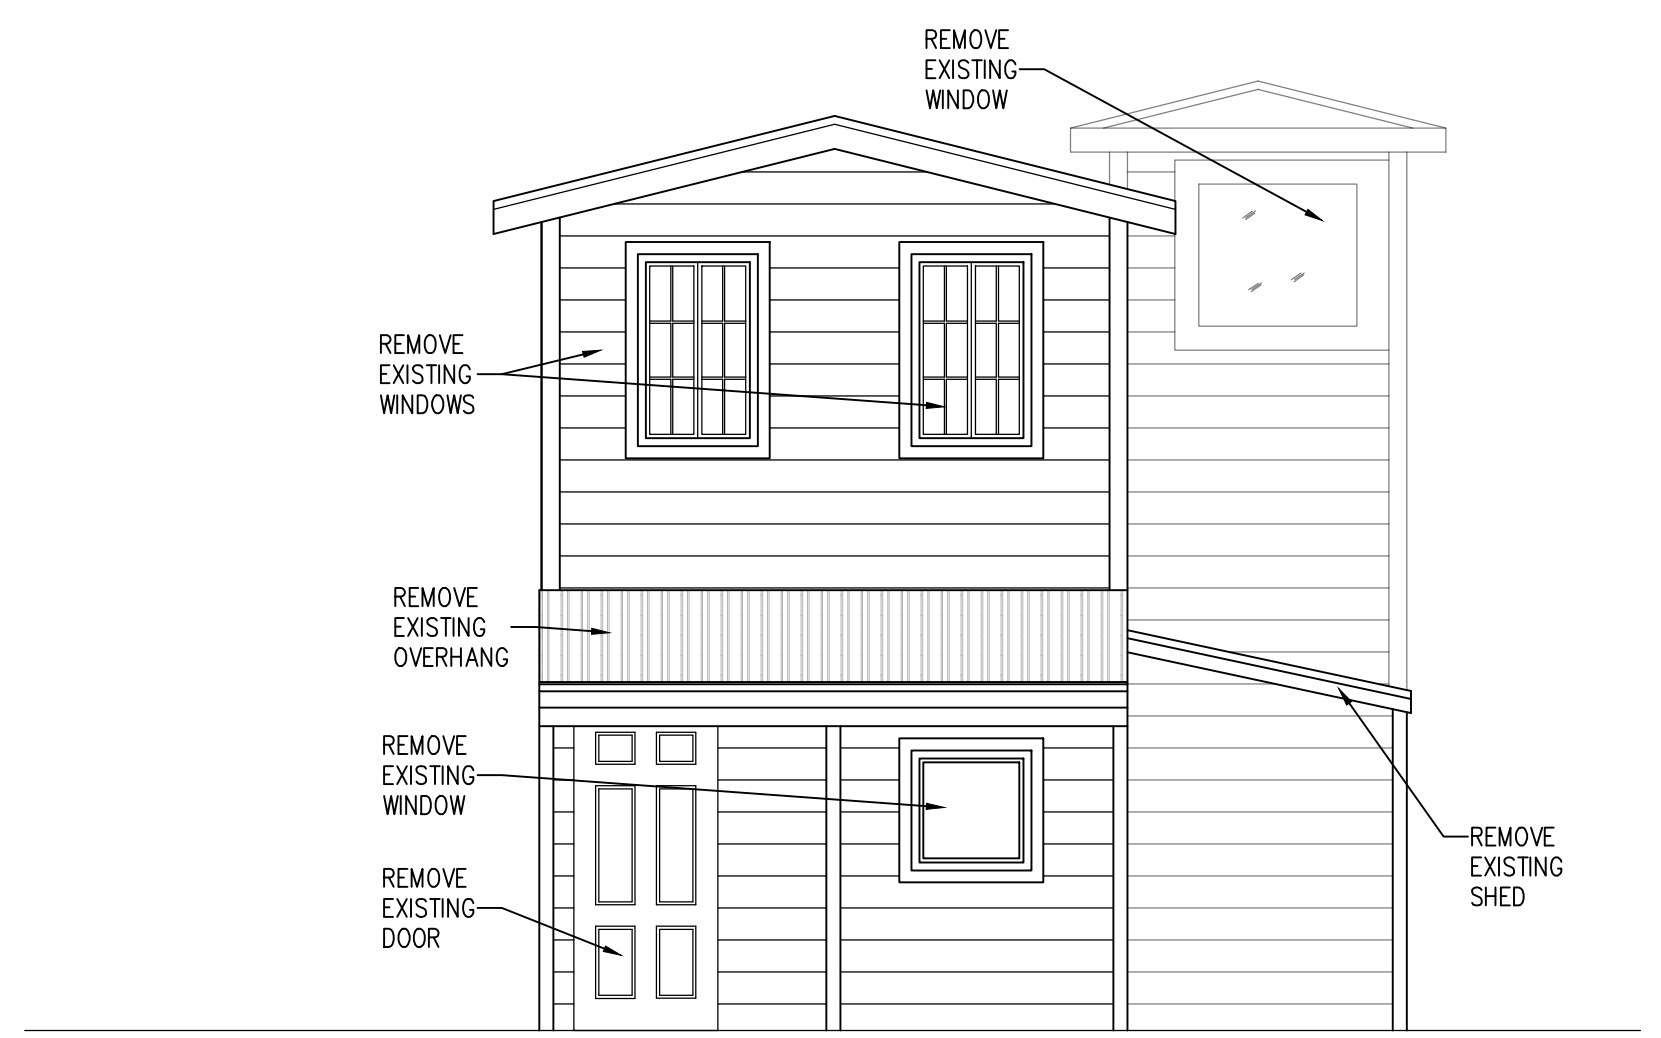 REMOVE
EXISTING
WINDOW
REMOVE
EXISTING
WINDOWS
REMOVE
EXISTING
OVERHANG
REMOVE
EXISTING
WINDOW
REMOVE
EXISTING
SHED
REMOVE
EXISTING
DOOR